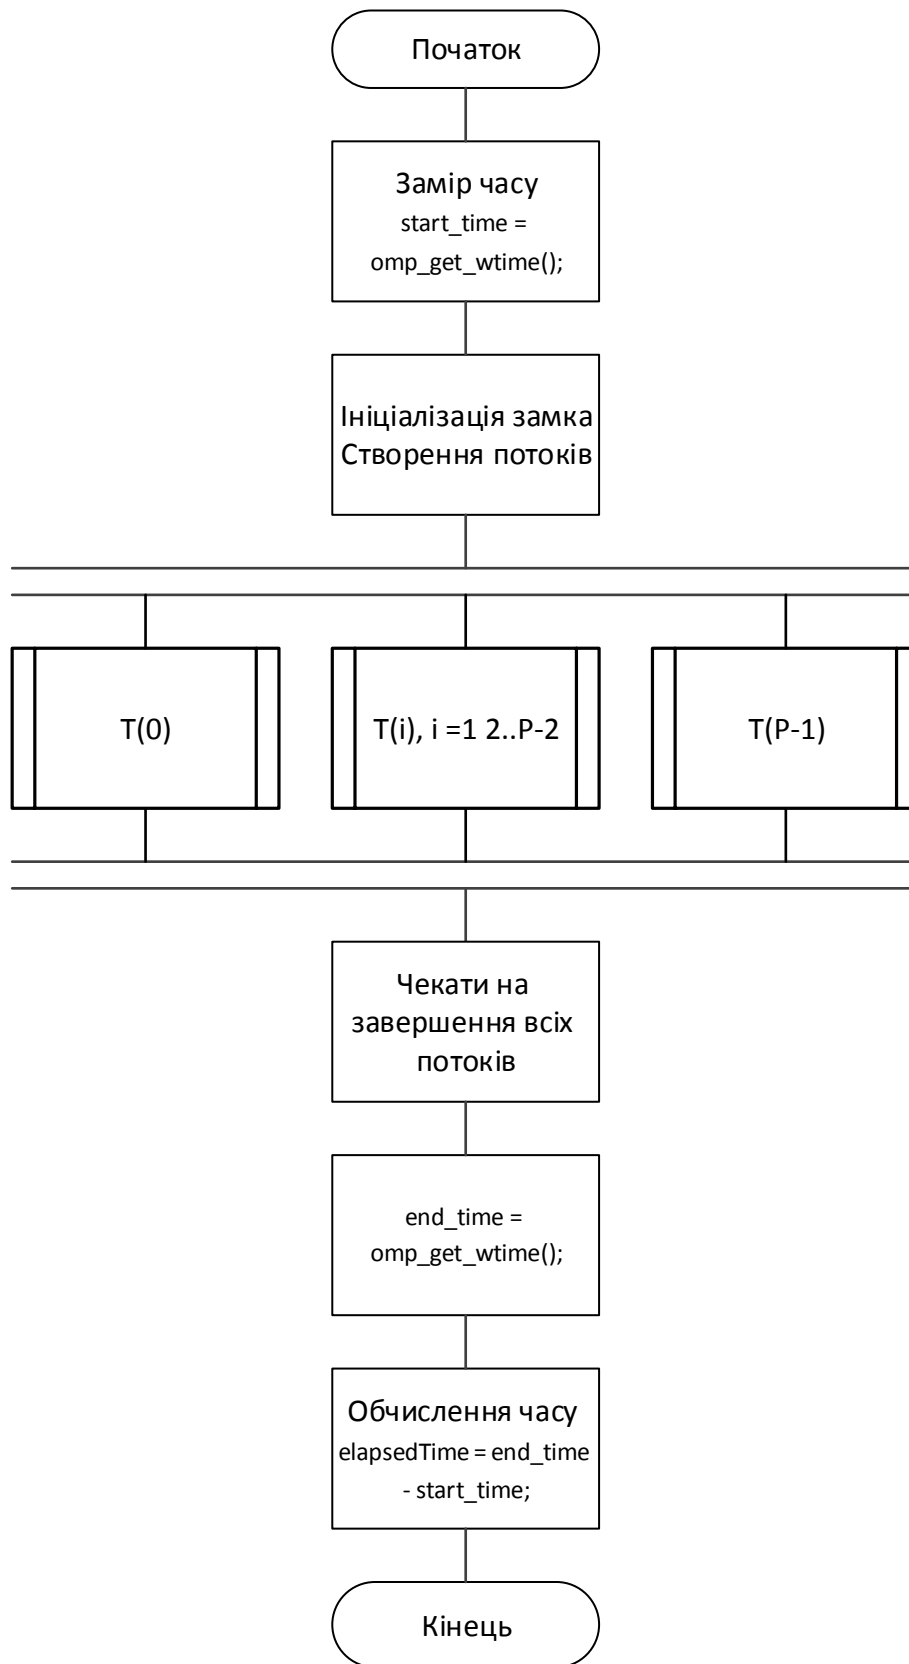 Початок
Замір часу
start_time =
omp_get_wtime();
Ініціалізація замка
Створення потоків
T(0)
T(i), i =1 2..P-2
T(P-1)
Чекати на
завершення всіх
потоків
end_time =
omp_get_wtime();
Обчислення часу
elapsedTime = end_time
- start_time;
Кінець